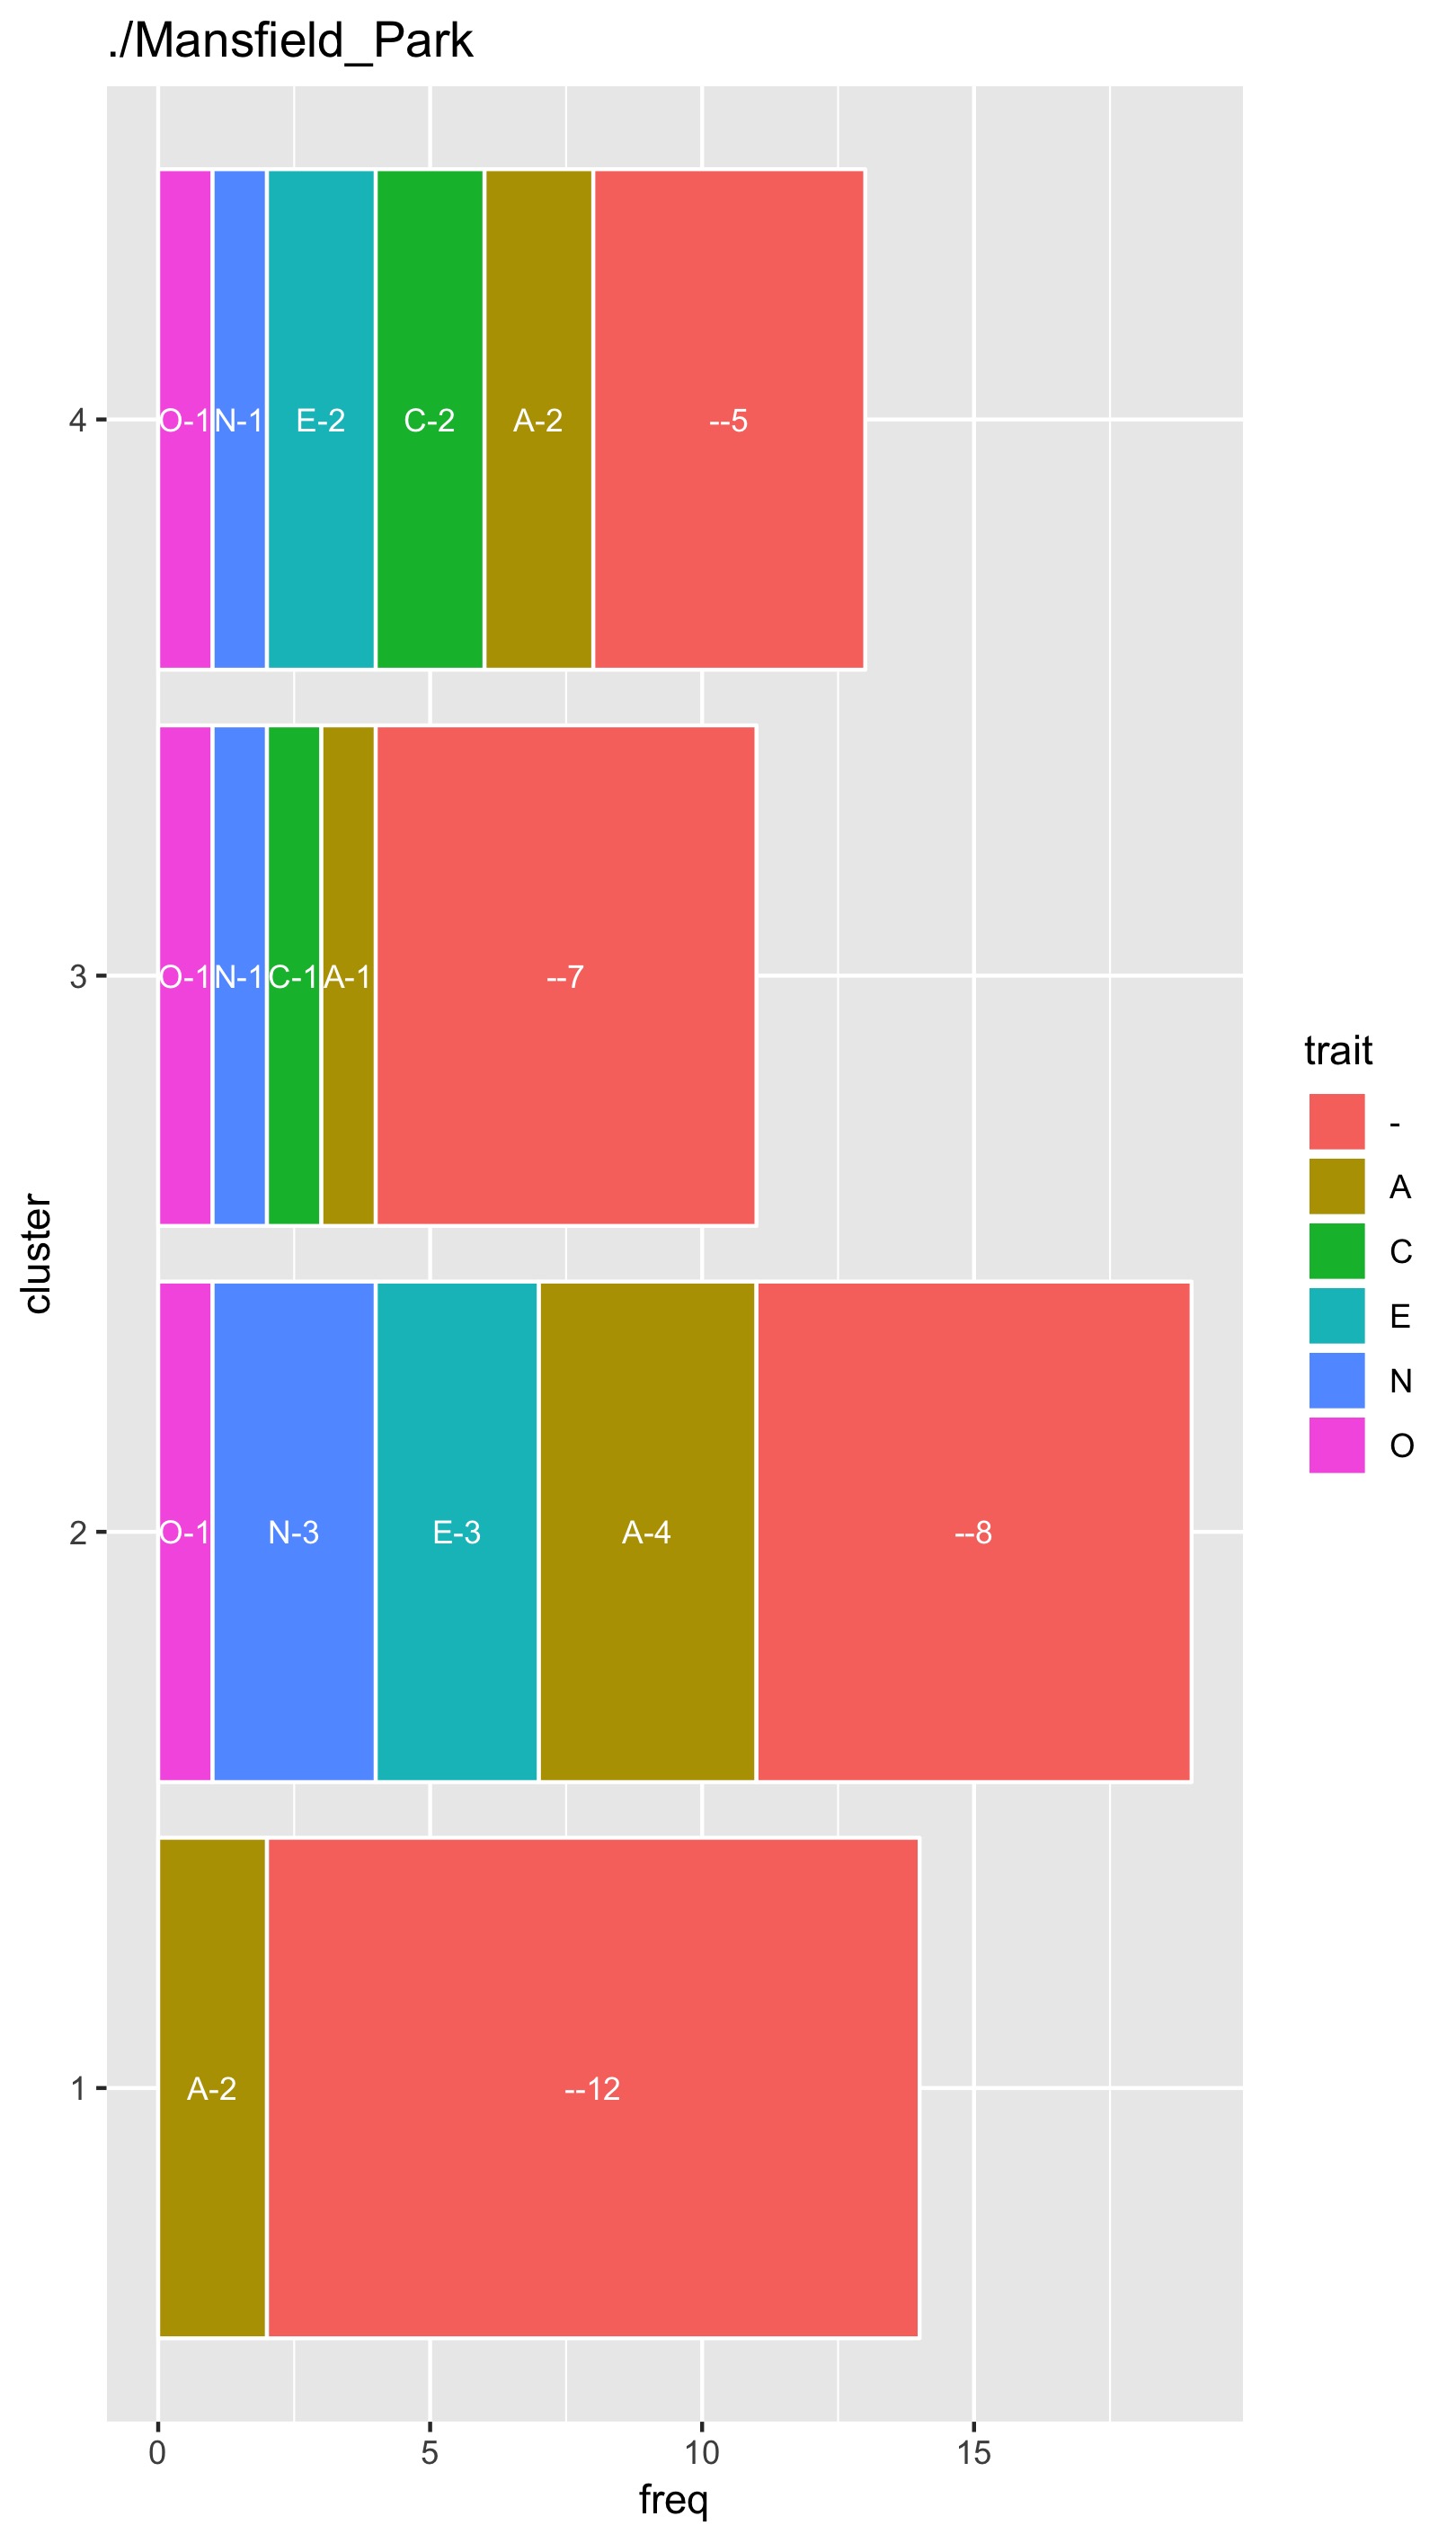 ./Mansfield_Park
4
O-1 N-1 E-2 C-2 A-2 --5
3
O-1 N-1 C-1 A-1 --7
2
O-1 N-3 E-3 A-4 --8
1
A-2 --12
cluster
0 5 10 15
freq
trait
-
A
C
E
N
O